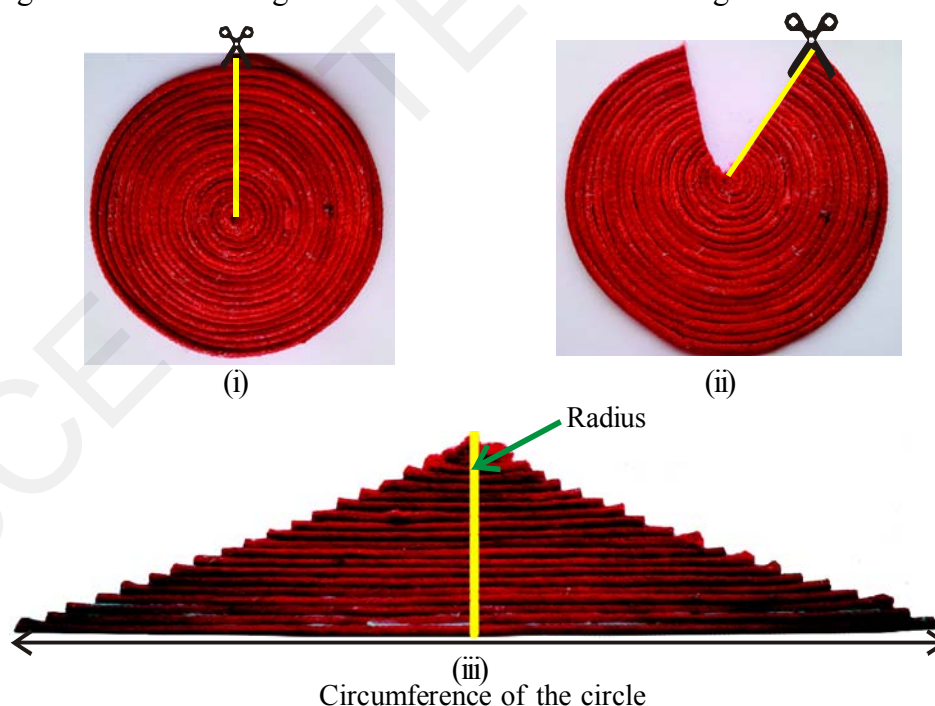 (i)
(ii)
Radius
(iii)
Circumference of the circle